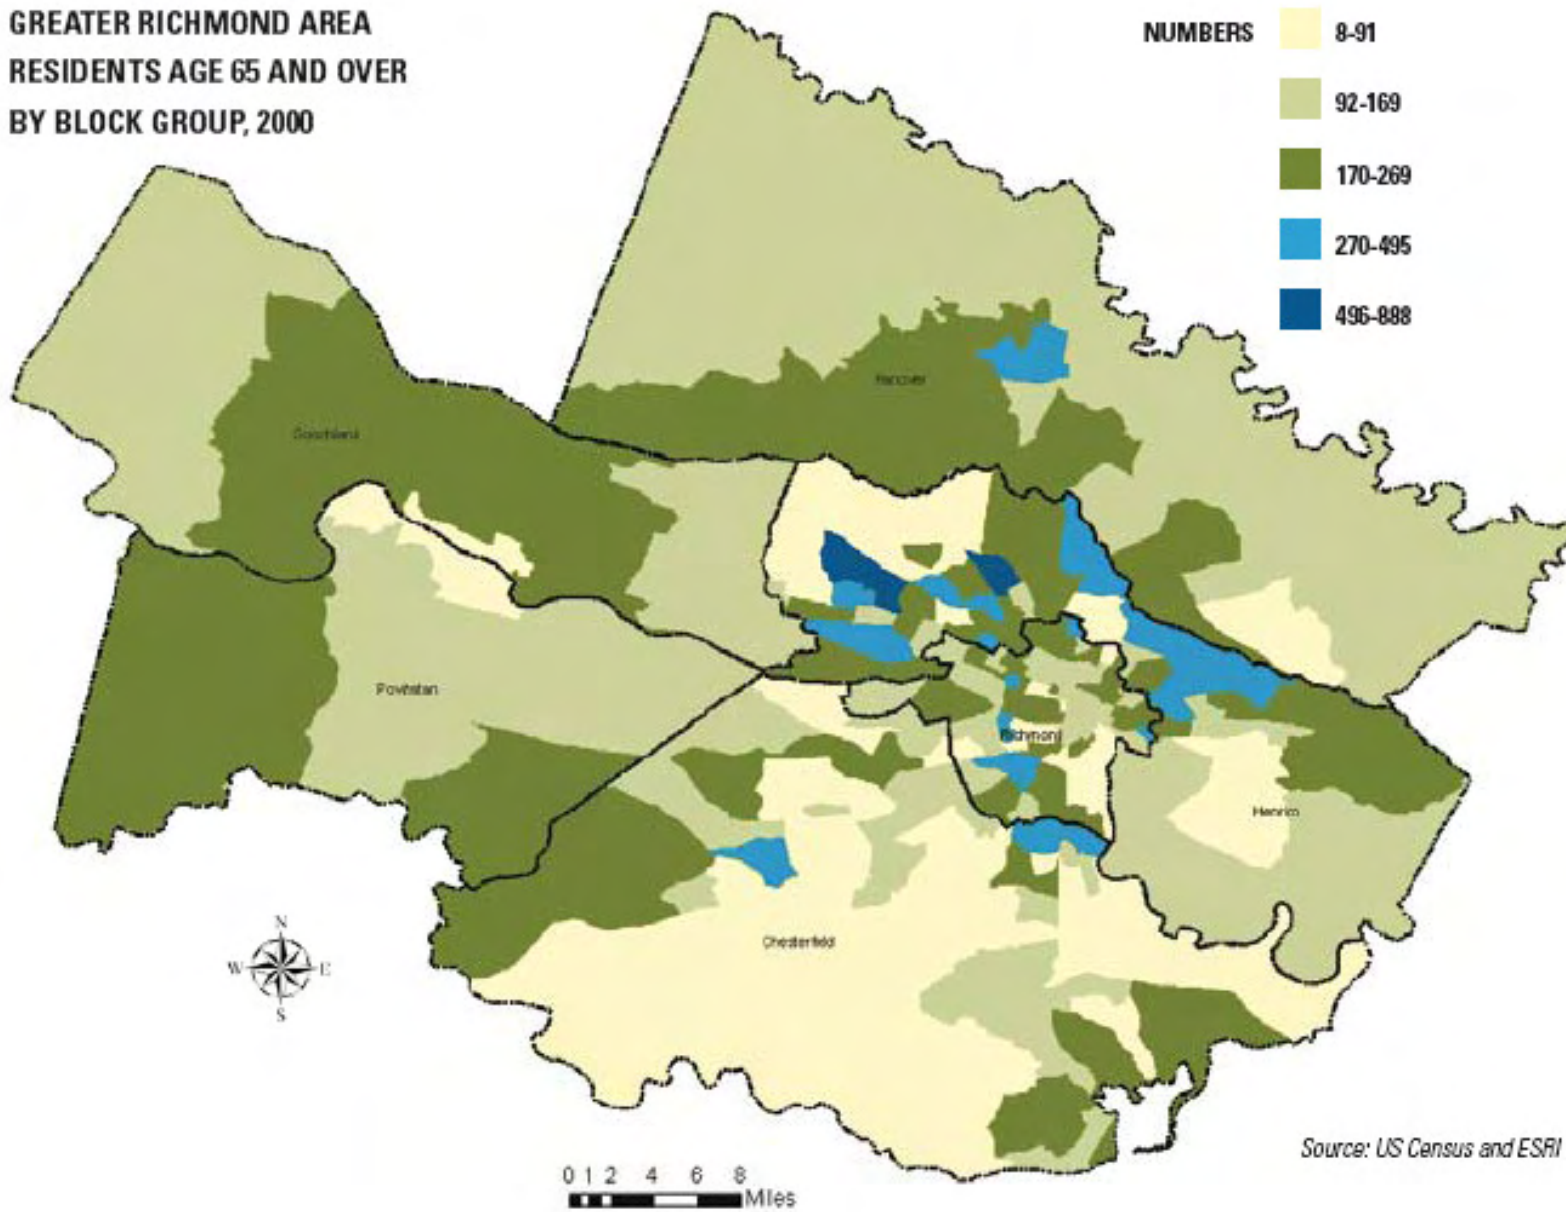 GREATER RICHMOND AREA
RESIDENTS AGE 65 AND OVER
BY BLOCK GROUP, 2000
NUMBERS
8-91
92-169
170-269
270-495
496-888
Hanover
Goochland
Powhatan
Richmond
Henrico
Chesterfield
N
W E
S
0 1 2 4 6 8
Miles
Source: US Census and ESRI